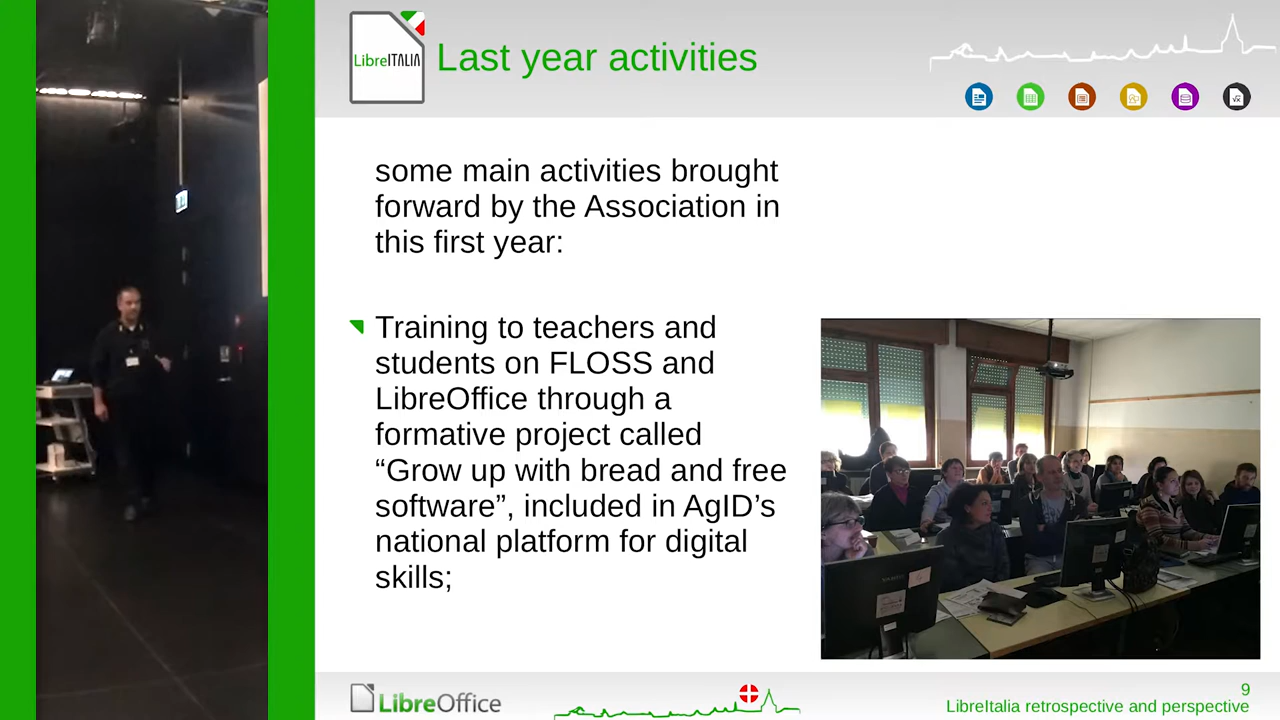 LibreITALIA
Last year activities
some main activities brought
forward by the Association in
this first year:
Training to teachers and
students on FLOSS and
LibreOffice through a
formative project called
“Grow up with bread and free
software”, included in AgID’s
national platform for digital
skills;
LibreOffice
9
LibreItalia retrospective and perspective